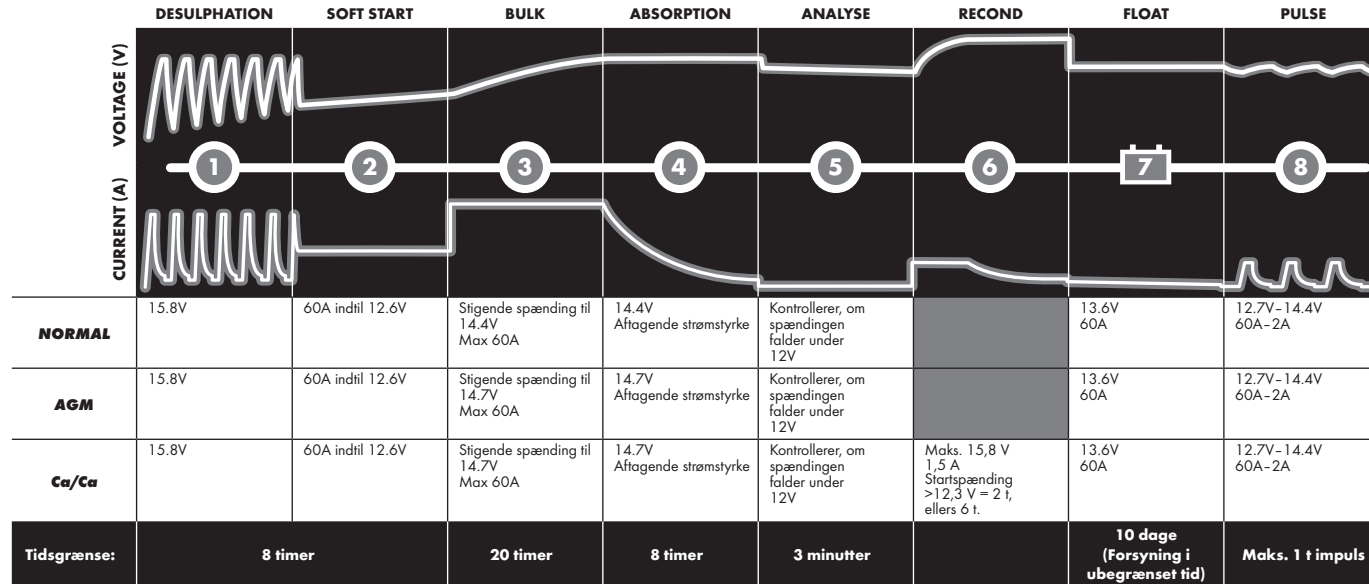 DESULPHATION SOFT START BULK ABSORPTION ANALYSE RECOND FLOAT PULSE
VOLTAGE (V)
CURRENT (A)
1 2 3 4 5 6 7 8
NORMAL
15.8V
60A indtil 12.6V
Stigende spænding til
14.4V
Max 60A
14.4V
Aftagende strømstyrke
Kontrollerer, om
spændingen
falder under
12V
13.6V
60A
12.7V–14.4V
60A–2A
AGM
15.8V
60A indtil 12.6V
Stigende spænding til
14.7V
Max 60A
14.7V
Aftagende strømstyrke
Kontrollerer, om
spændingen
falder under
12V
13.6V
60A
12.7V–14.4V
60A–2A
Ca/Ca
15.8V
60A indtil 12.6V
Stigende spænding til
14.7V
Max 60A
14.7V
Aftagende strømstyrke
Kontrollerer, om
spændingen
falder under
12V
Maks. 15,8 V
1,5 A
Startspænding
>12,3 V = 2 t,
ellers 6 t.
13.6V
60A
12.7V–14.4V
60A–2A
Tidsgrænse:
8 timer
20 timer
8 timer
3 minutter
10 dage
(Forsyning i
ubegrænset tid)
Maks. 1 t impuls